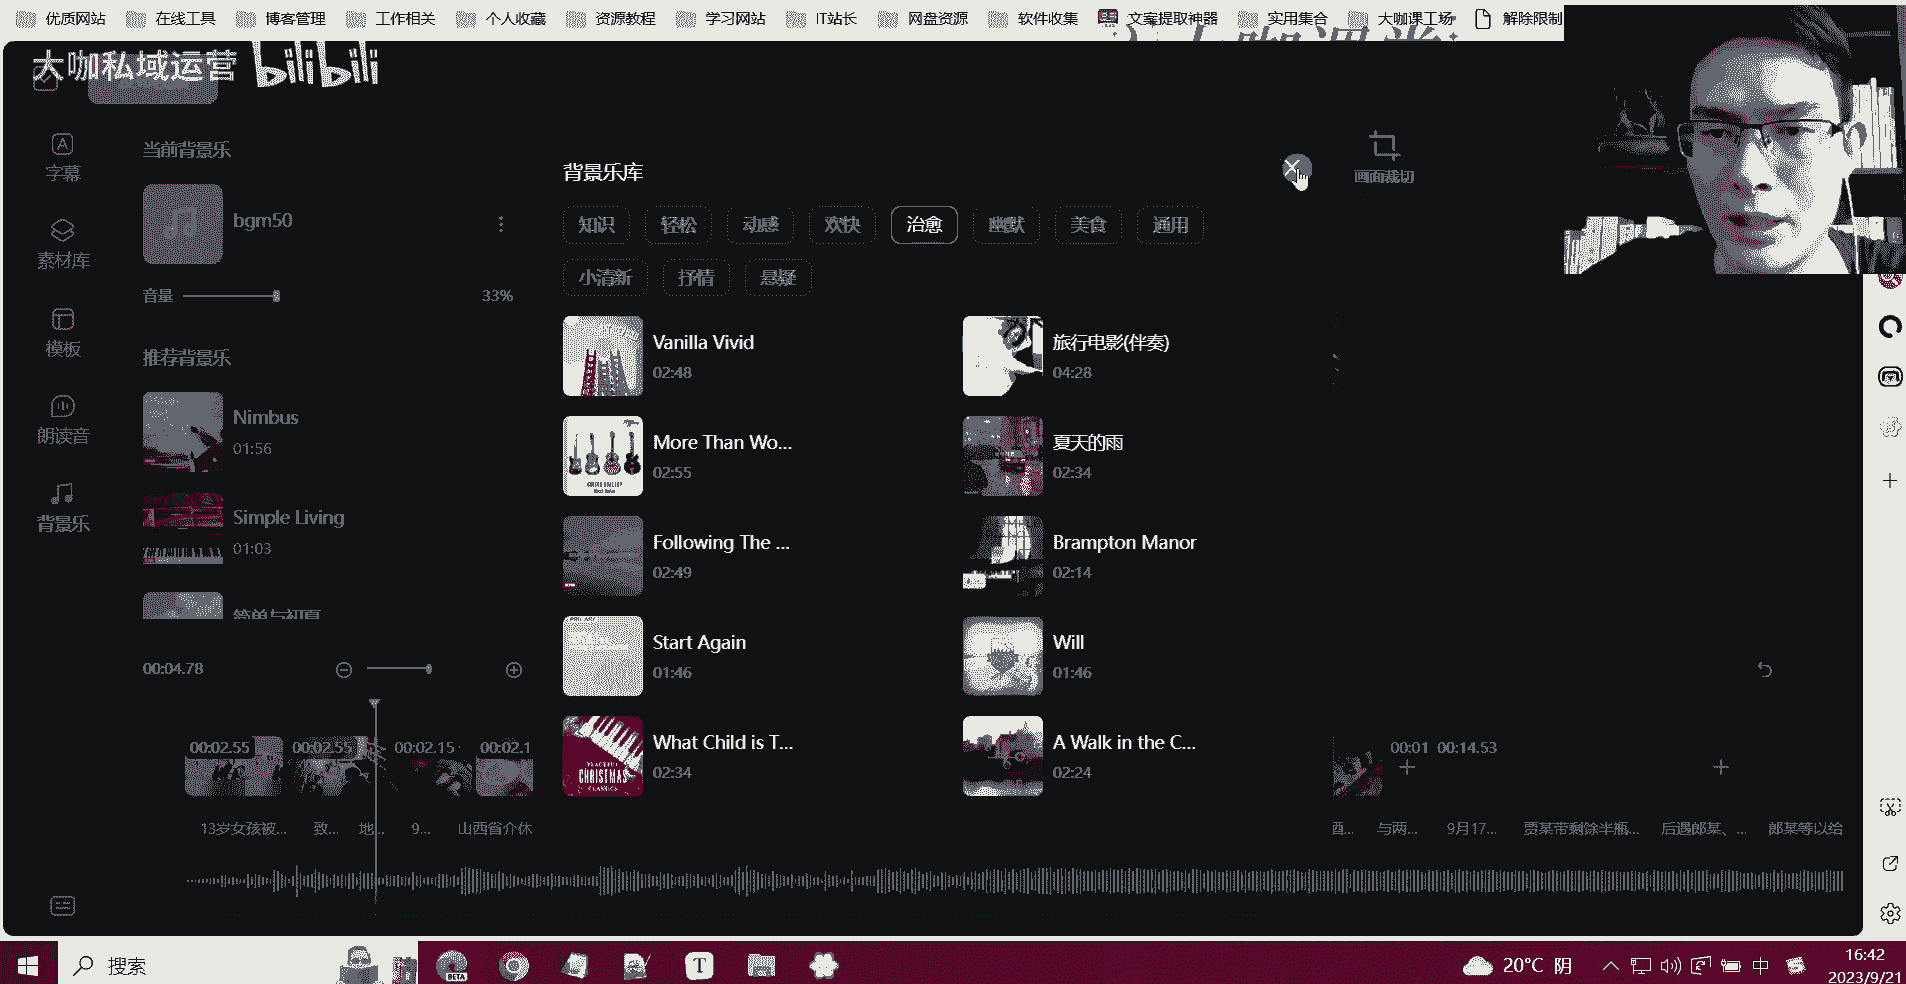 优质网站 在线工具 博客管理 工作相关 个人收藏 资源教程 学习网站 IT站长 网盘资源 软件收集 文案提取神器 实用集合 大咖课工场 解除限制
大咖私域运营 bilibili
字幕
素材库
模板
朗读音
背景乐
当前背景乐
bgm50
音量 33%
推荐背景乐
Nimbus
01:56
Simple Living
01:03
简单与初夏
背景乐库
知识 轻松 动感 欢快 治愈 幽默 美食 通用
小清新 抒情 悬疑
Vanilla Vivid
02:48
旅行电影(伴奏)
04:28
More Than Wo...
02:55
夏天的雨
02:34
Following The ...
02:49
Brampton Manor
02:14
Start Again
01:46
Will
01:46
What Child is T...
02:34
A Walk in the C...
02:24
CHRISTMAS
CLASSICS
画面裁切
00:04.78
00:02.55 00:02.55 00:02.15 00:02.1 00:01 00:14.53
13岁女孩被... 致... 地... 9... 山西省介休 酉... 与两... 9月17... 贾某带剩余半瓶... 后遇郎某、... 郎某等以给
搜索
BETA
T
20°C 阴
中
16:42
2023/9/21